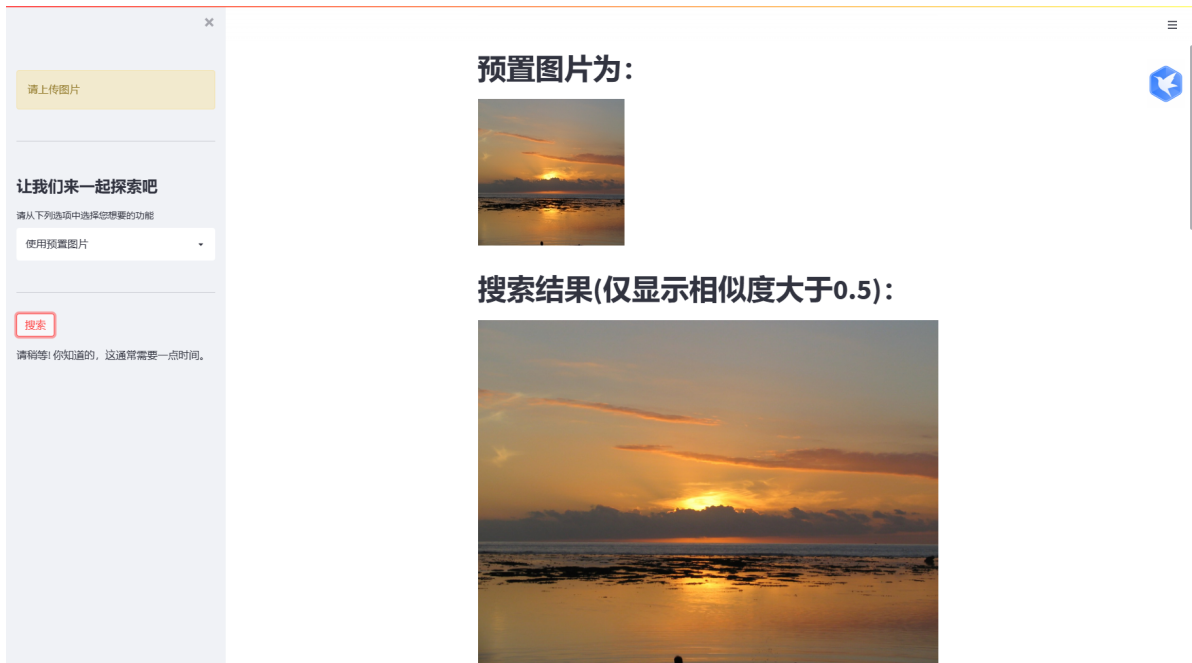 ×
请上传图片
让我们来一起探索吧
请从下列选项中选择您想要的功能
使用预置图片
搜索
请稍等! 你知道的，这通常需要一点时间。
预置图片为：
搜索结果(仅显示相似度大于0.5)：